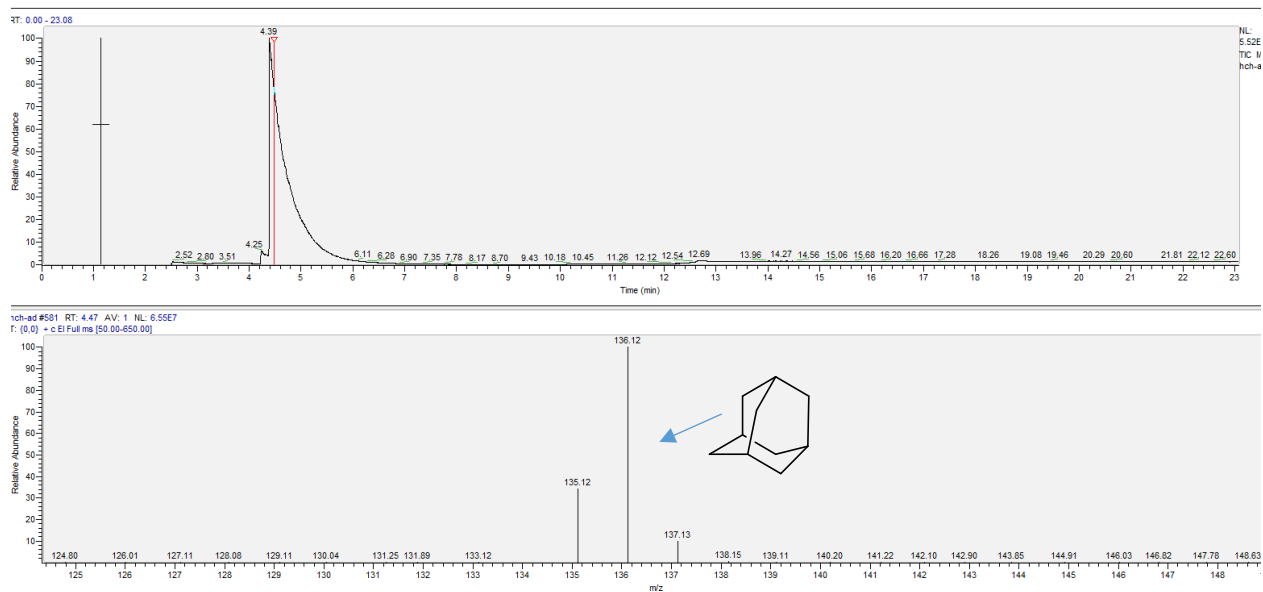 RT: 0.00 - 23.08
NL:
5.52E
TIC M
hch-a
4.39
4.25
2.52 2.80 3.51 6.11 6.28 6.90 7.35 7.78 8.17 8.70 9.43 10.18 10.45 11.26 12.12 12.54 12.69 13.96 14.27 14.56 15.06 15.68 16.20 16.66 17.28 18.26 19.08 19.46 20.29 20.60 21.81 22.12 22.60
100
90
80
70
60
50
40
30
20
10
0
Relative Abundance
0 1 2 3 4 5 6 7 8 9 10 11 12 13 14 15 16 17 18 19 20 21 22 23
Time (min)
hch-ad #581 RT: 4.47 AV: 1 NL: 6.55E7
T: {0,0} + c EI Full ms [50.00-650.00]
136.12
135.12
137.13
124.80 126.01 127.11 128.08 129.11 130.04 131.25 131.89 133.12 138.15 139.11 140.20 141.22 142.10 142.90 143.85 144.91 146.03 146.82 147.78 148.63
100
90
80
70
60
50
40
30
20
10
Relative Abundance
125 126 127 128 129 130 131 132 133 134 135 136 137 138 139 140 141 142 143 144 145 146 147 148
m/z